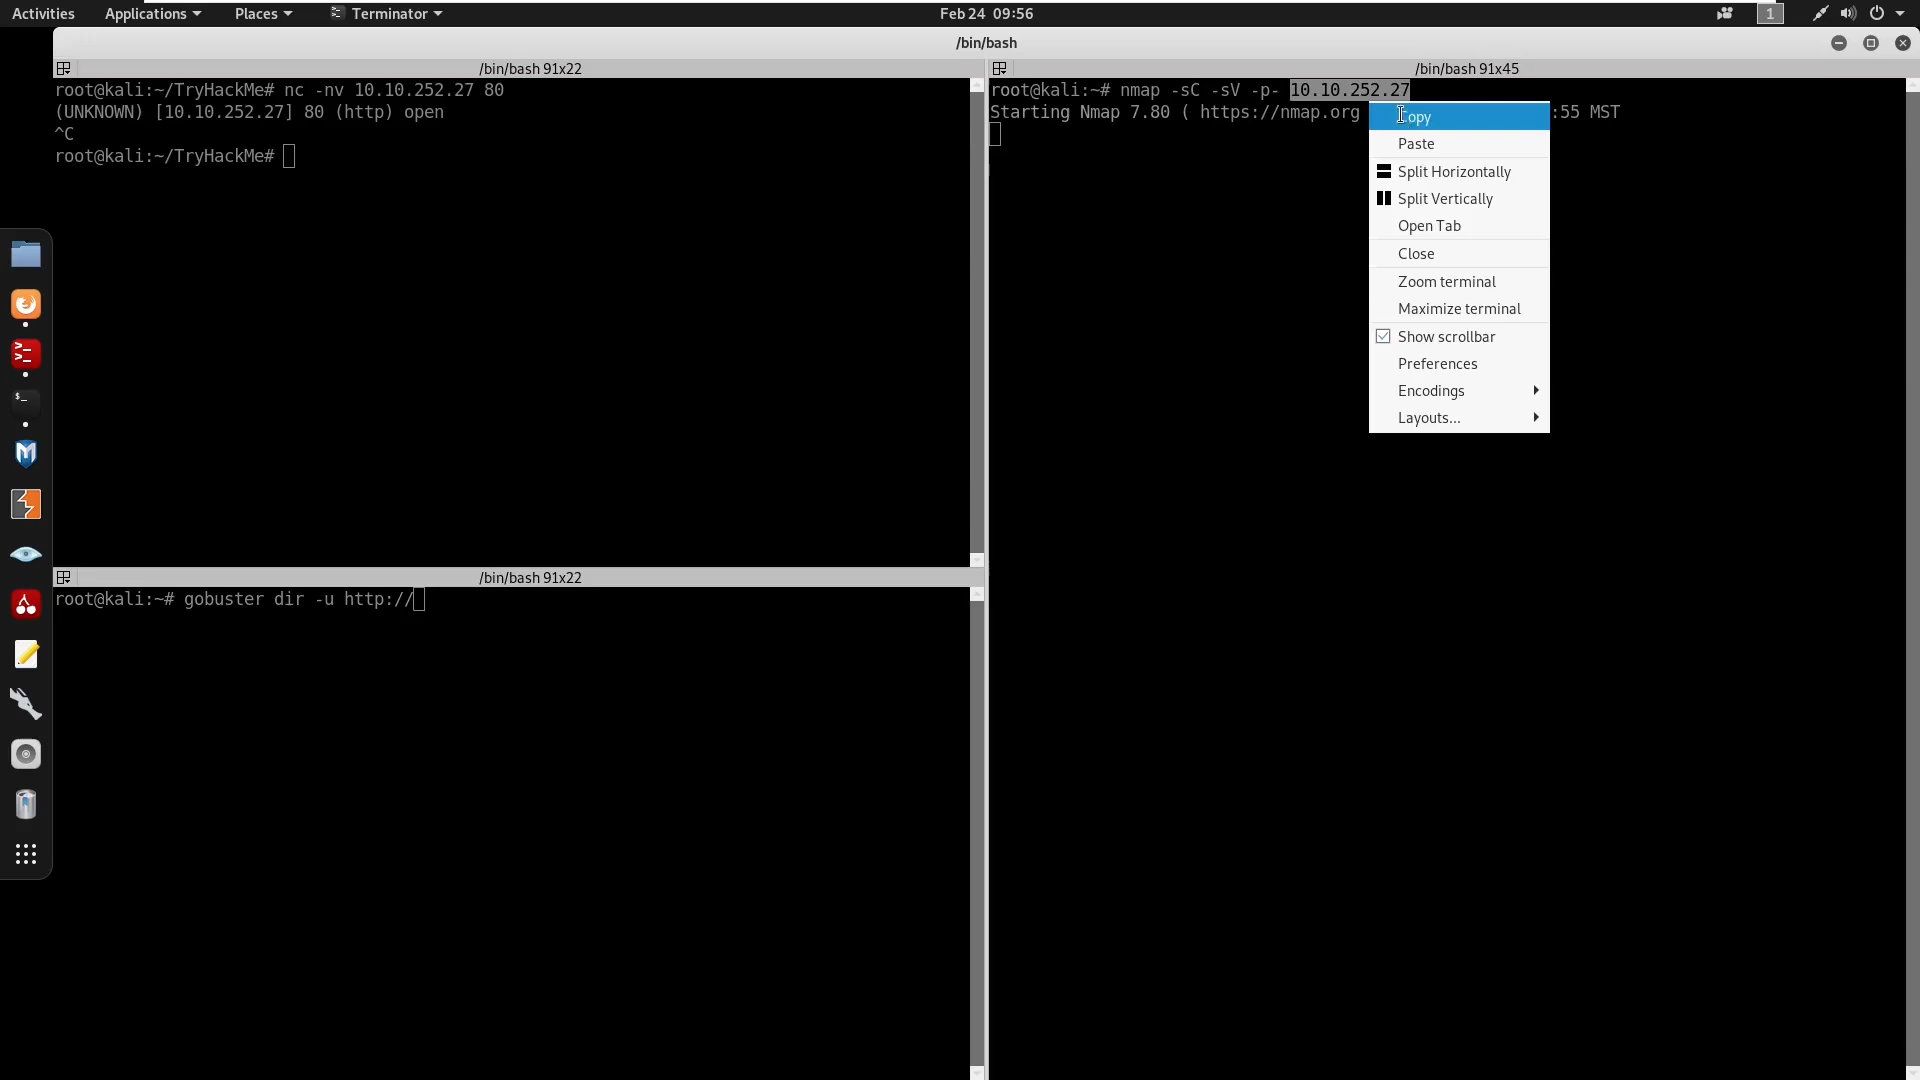 Activities Applications Places Terminator Feb 24 09:56 1
/bin/bash
/bin/bash 91x22
root@kali:~/TryHackMe# nc -nv 10.10.252.27 80
(UNKNOWN) [10.10.252.27] 80 (http) open
^C
root@kali:~/TryHackMe#
/bin/bash 91x22
root@kali:~# gobuster dir -u http://
/bin/bash 91x45
root@kali:~# nmap -sC -sV -p- 10.10.252.27
Starting Nmap 7.80 ( https://nmap.org :55 MST
Copy
Paste
Split Horizontally
Split Vertically
Open Tab
Close
Zoom terminal
Maximize terminal
Show scrollbar
Preferences
Encodings
Layouts...